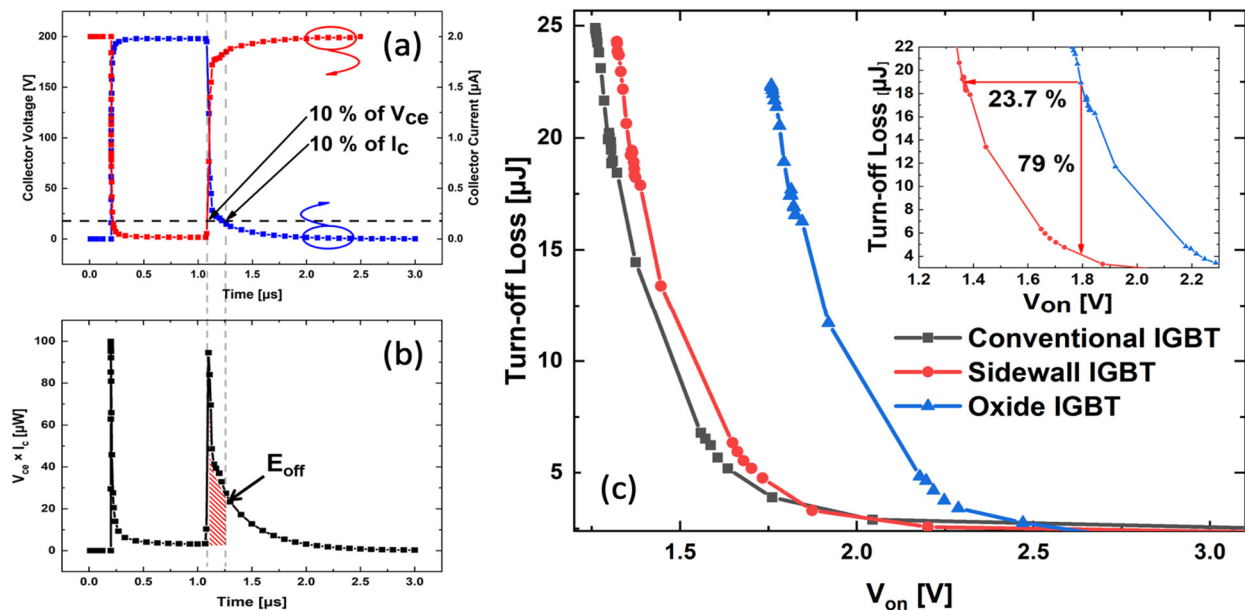 (a)
200
150
100
50
0
Collector Voltage [V]
2.0
1.5
1.0
0.5
0.0
Collector Current [µA]
10 % of Vce
10 % of IC
0.0 0.5 1.0 1.5 2.0 2.5 3.0
Time [µs]
(b)
100
80
60
40
20
0
Vce × Ic [µW]
Eoff
0.0 0.5 1.0 1.5 2.0 2.5 3.0
Time [µs]
25
20
15
10
5
Turn-off Loss [µJ]
(c)
1.5 2.0 2.5 3.0
Von [V]
22
20
18
16
14
12
10
8
6
4
Turn-off Loss [µJ]
23.7 %
79 %
1.2 1.4 1.6 1.8 2.0 2.2
Von [V]
Conventional IGBT
Sidewall IGBT
Oxide IGBT